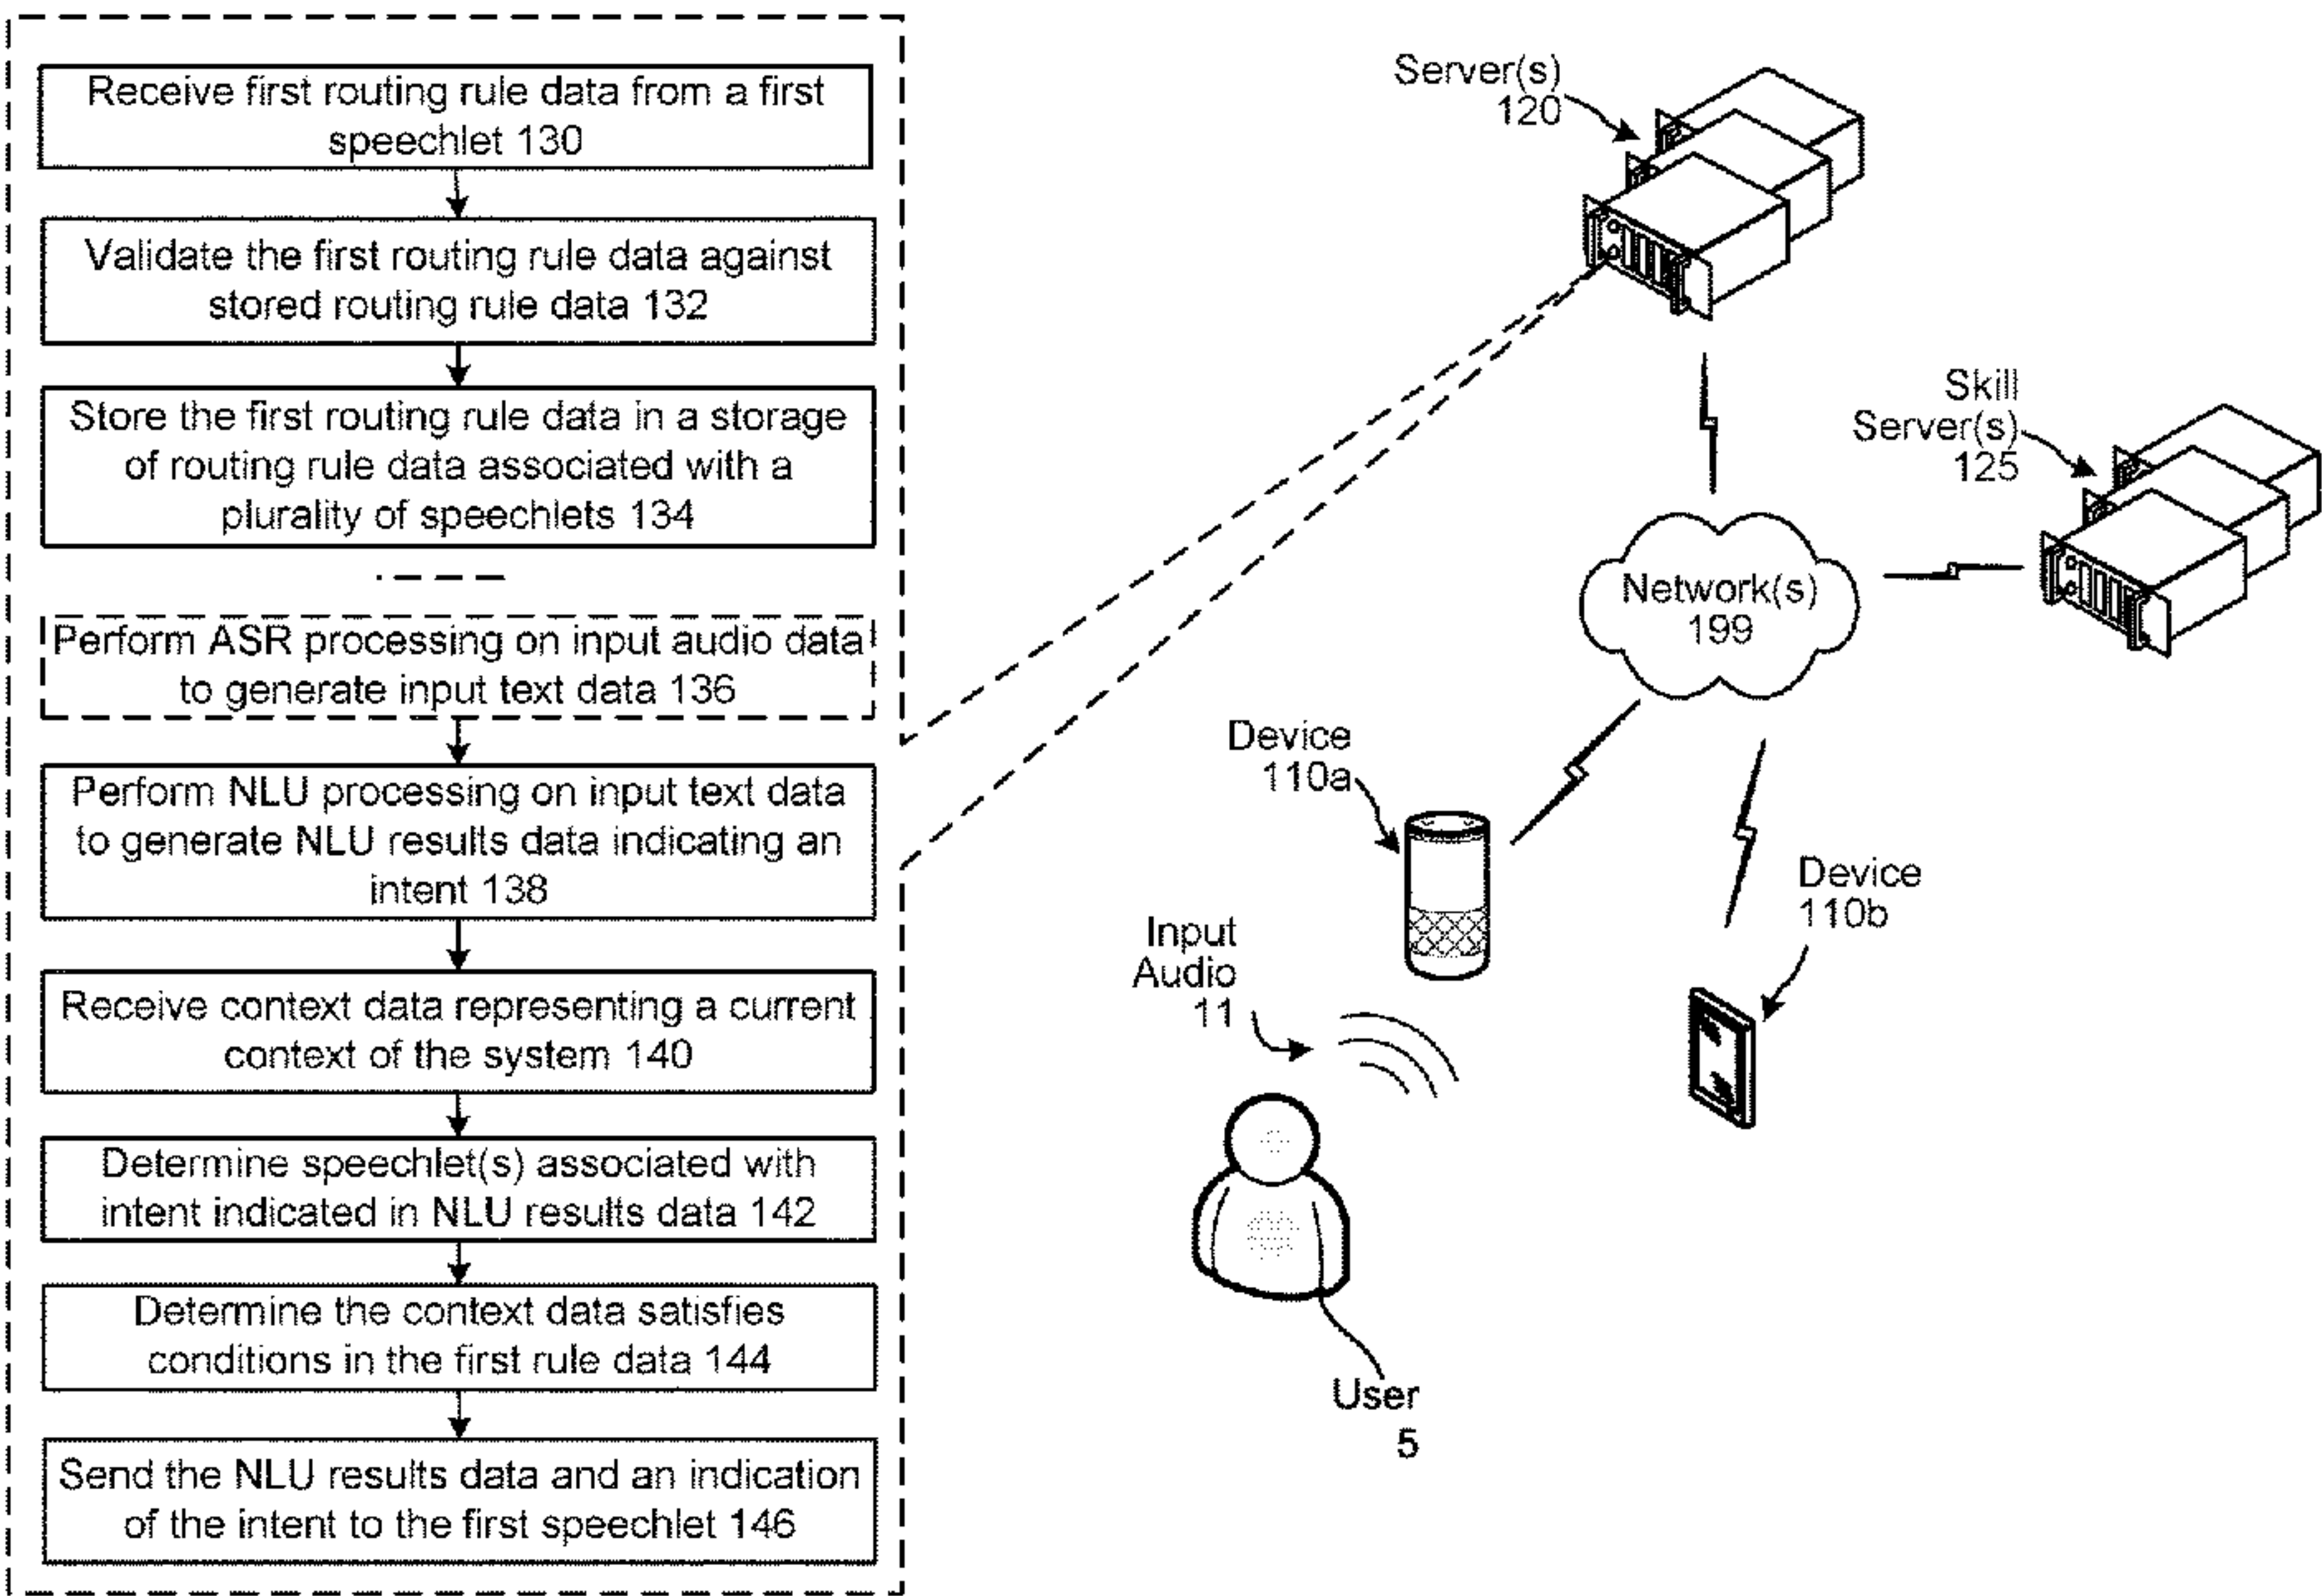 Receive first routing rule data from a first
speechlet 130
Validate the first routing rule data against
stored routing rule data 132
Store the first routing rule data in a storage
of routing rule data associated with a
plurality of speechlets 134
Perform ASR processing on input audio data
to generate input text data 136
Perform NLU processing on input text data
to generate NLU results data indicating an
intent 138
Receive context data representing a current
context of the system 140
Determine speechlet(s) associated with
intent indicated in NLU results data 142
Determine the context data satisfies
conditions in the first rule data 144
Send the NLU results data and an indication
of the intent to the first speechlet 146
Server(s)
120
Skill
Server(s)
125
Network(s)
199
Device
110a
Device
110b
Input
Audio
11
User
5